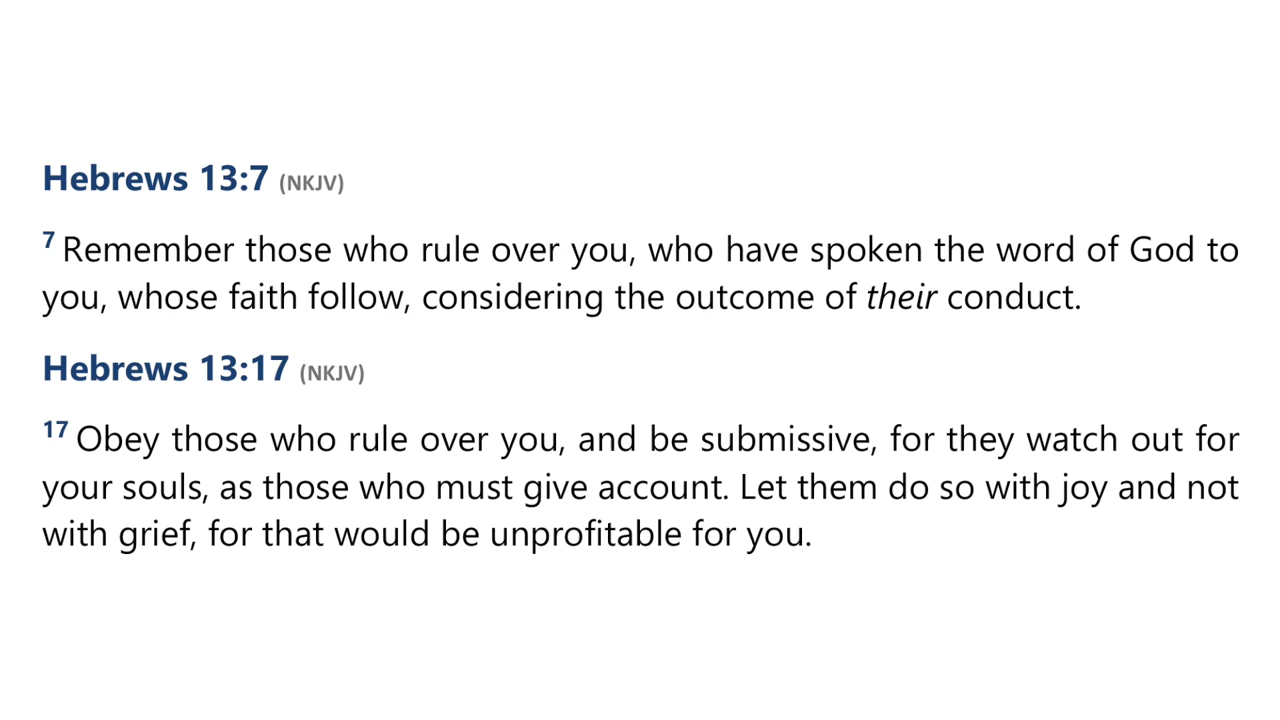 Hebrews 13:7 (NKJV)
7 Remember those who rule over you, who have spoken the word of God to
you, whose faith follow, considering the outcome of their conduct.
Hebrews 13:17 (NKJV)
17 Obey those who rule over you, and be submissive, for they watch out for
your souls, as those who must give account. Let them do so with joy and not
with grief, for that would be unprofitable for you.